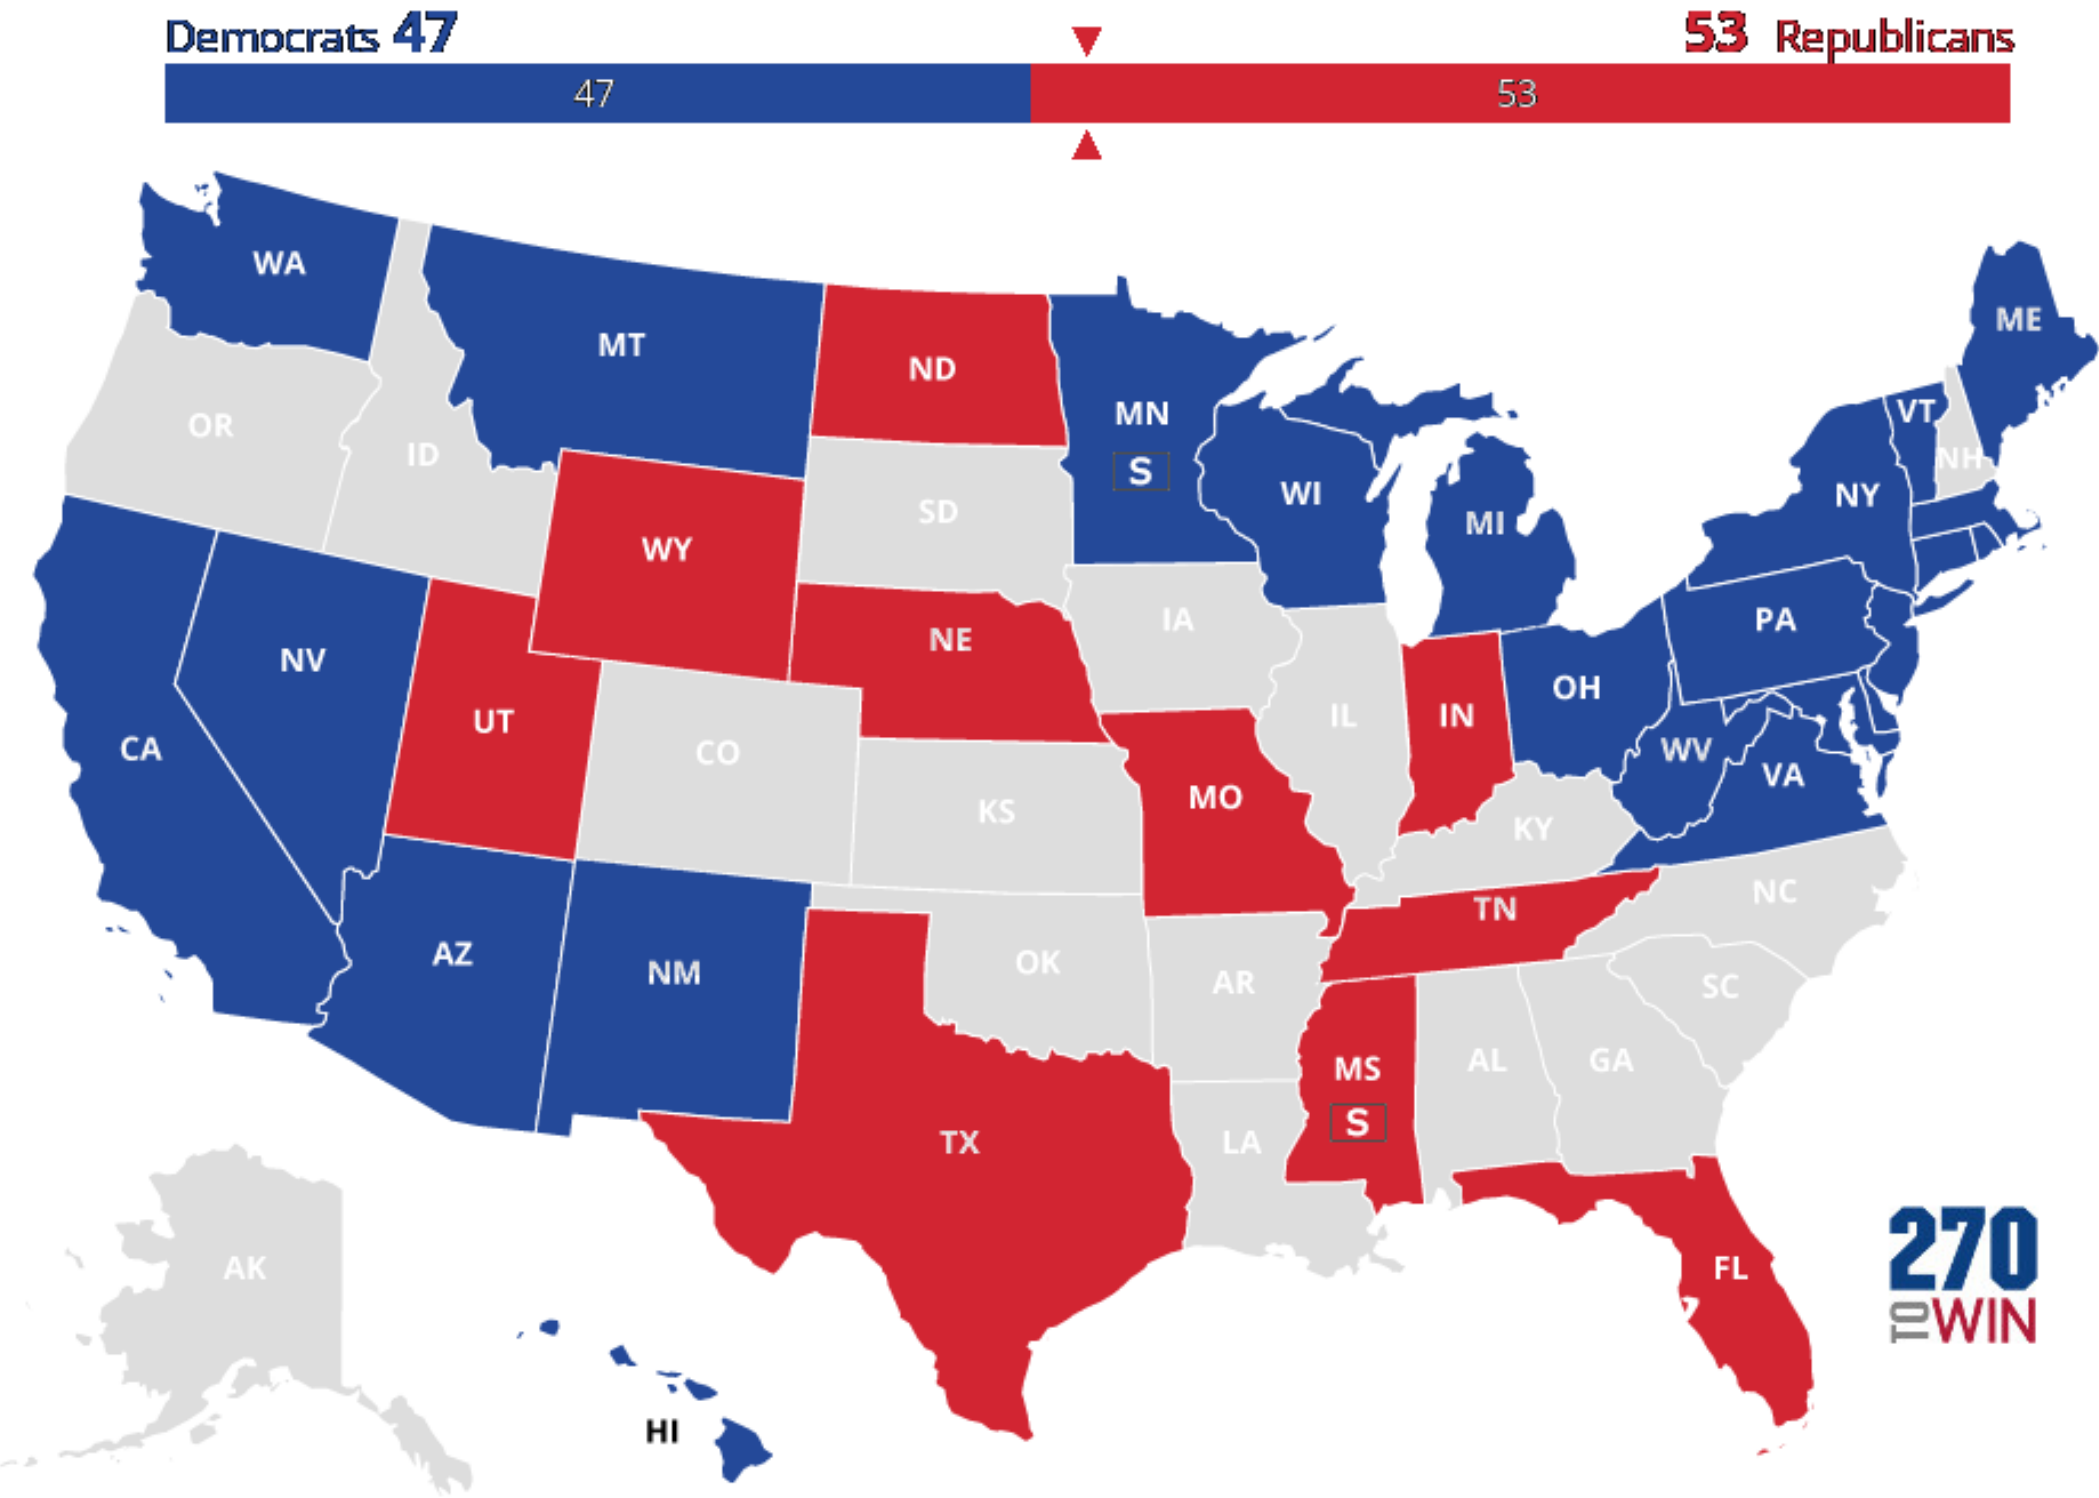 Democrats 47
53 Republicans
47
53
WA
MT
ND
MN
S
ME
VT
NH
OR
ID
SD
WI
MI
NY
WY
IA
NE
PA
NV
UT
CO
IL
IN
OH
WV
VA
CA
KS
MO
KY
NC
TN
AZ
NM
OK
AR
SC
MS
S
AL
GA
TX
LA
AK
HI
FL
270
TO WIN